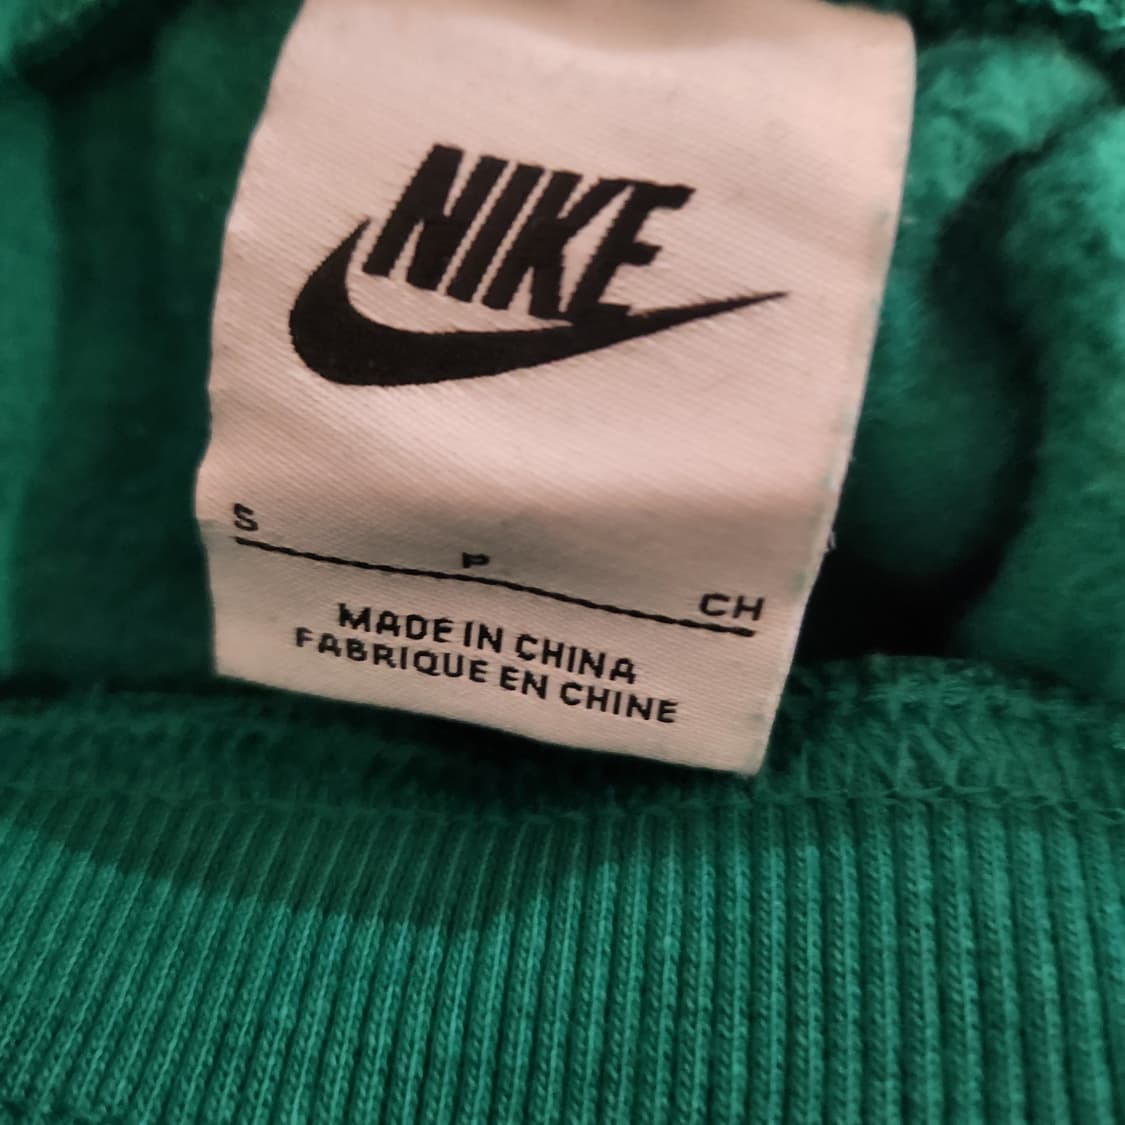 NIKE
S P CH
MADE IN CHINA
FABRIQUE EN CHINE